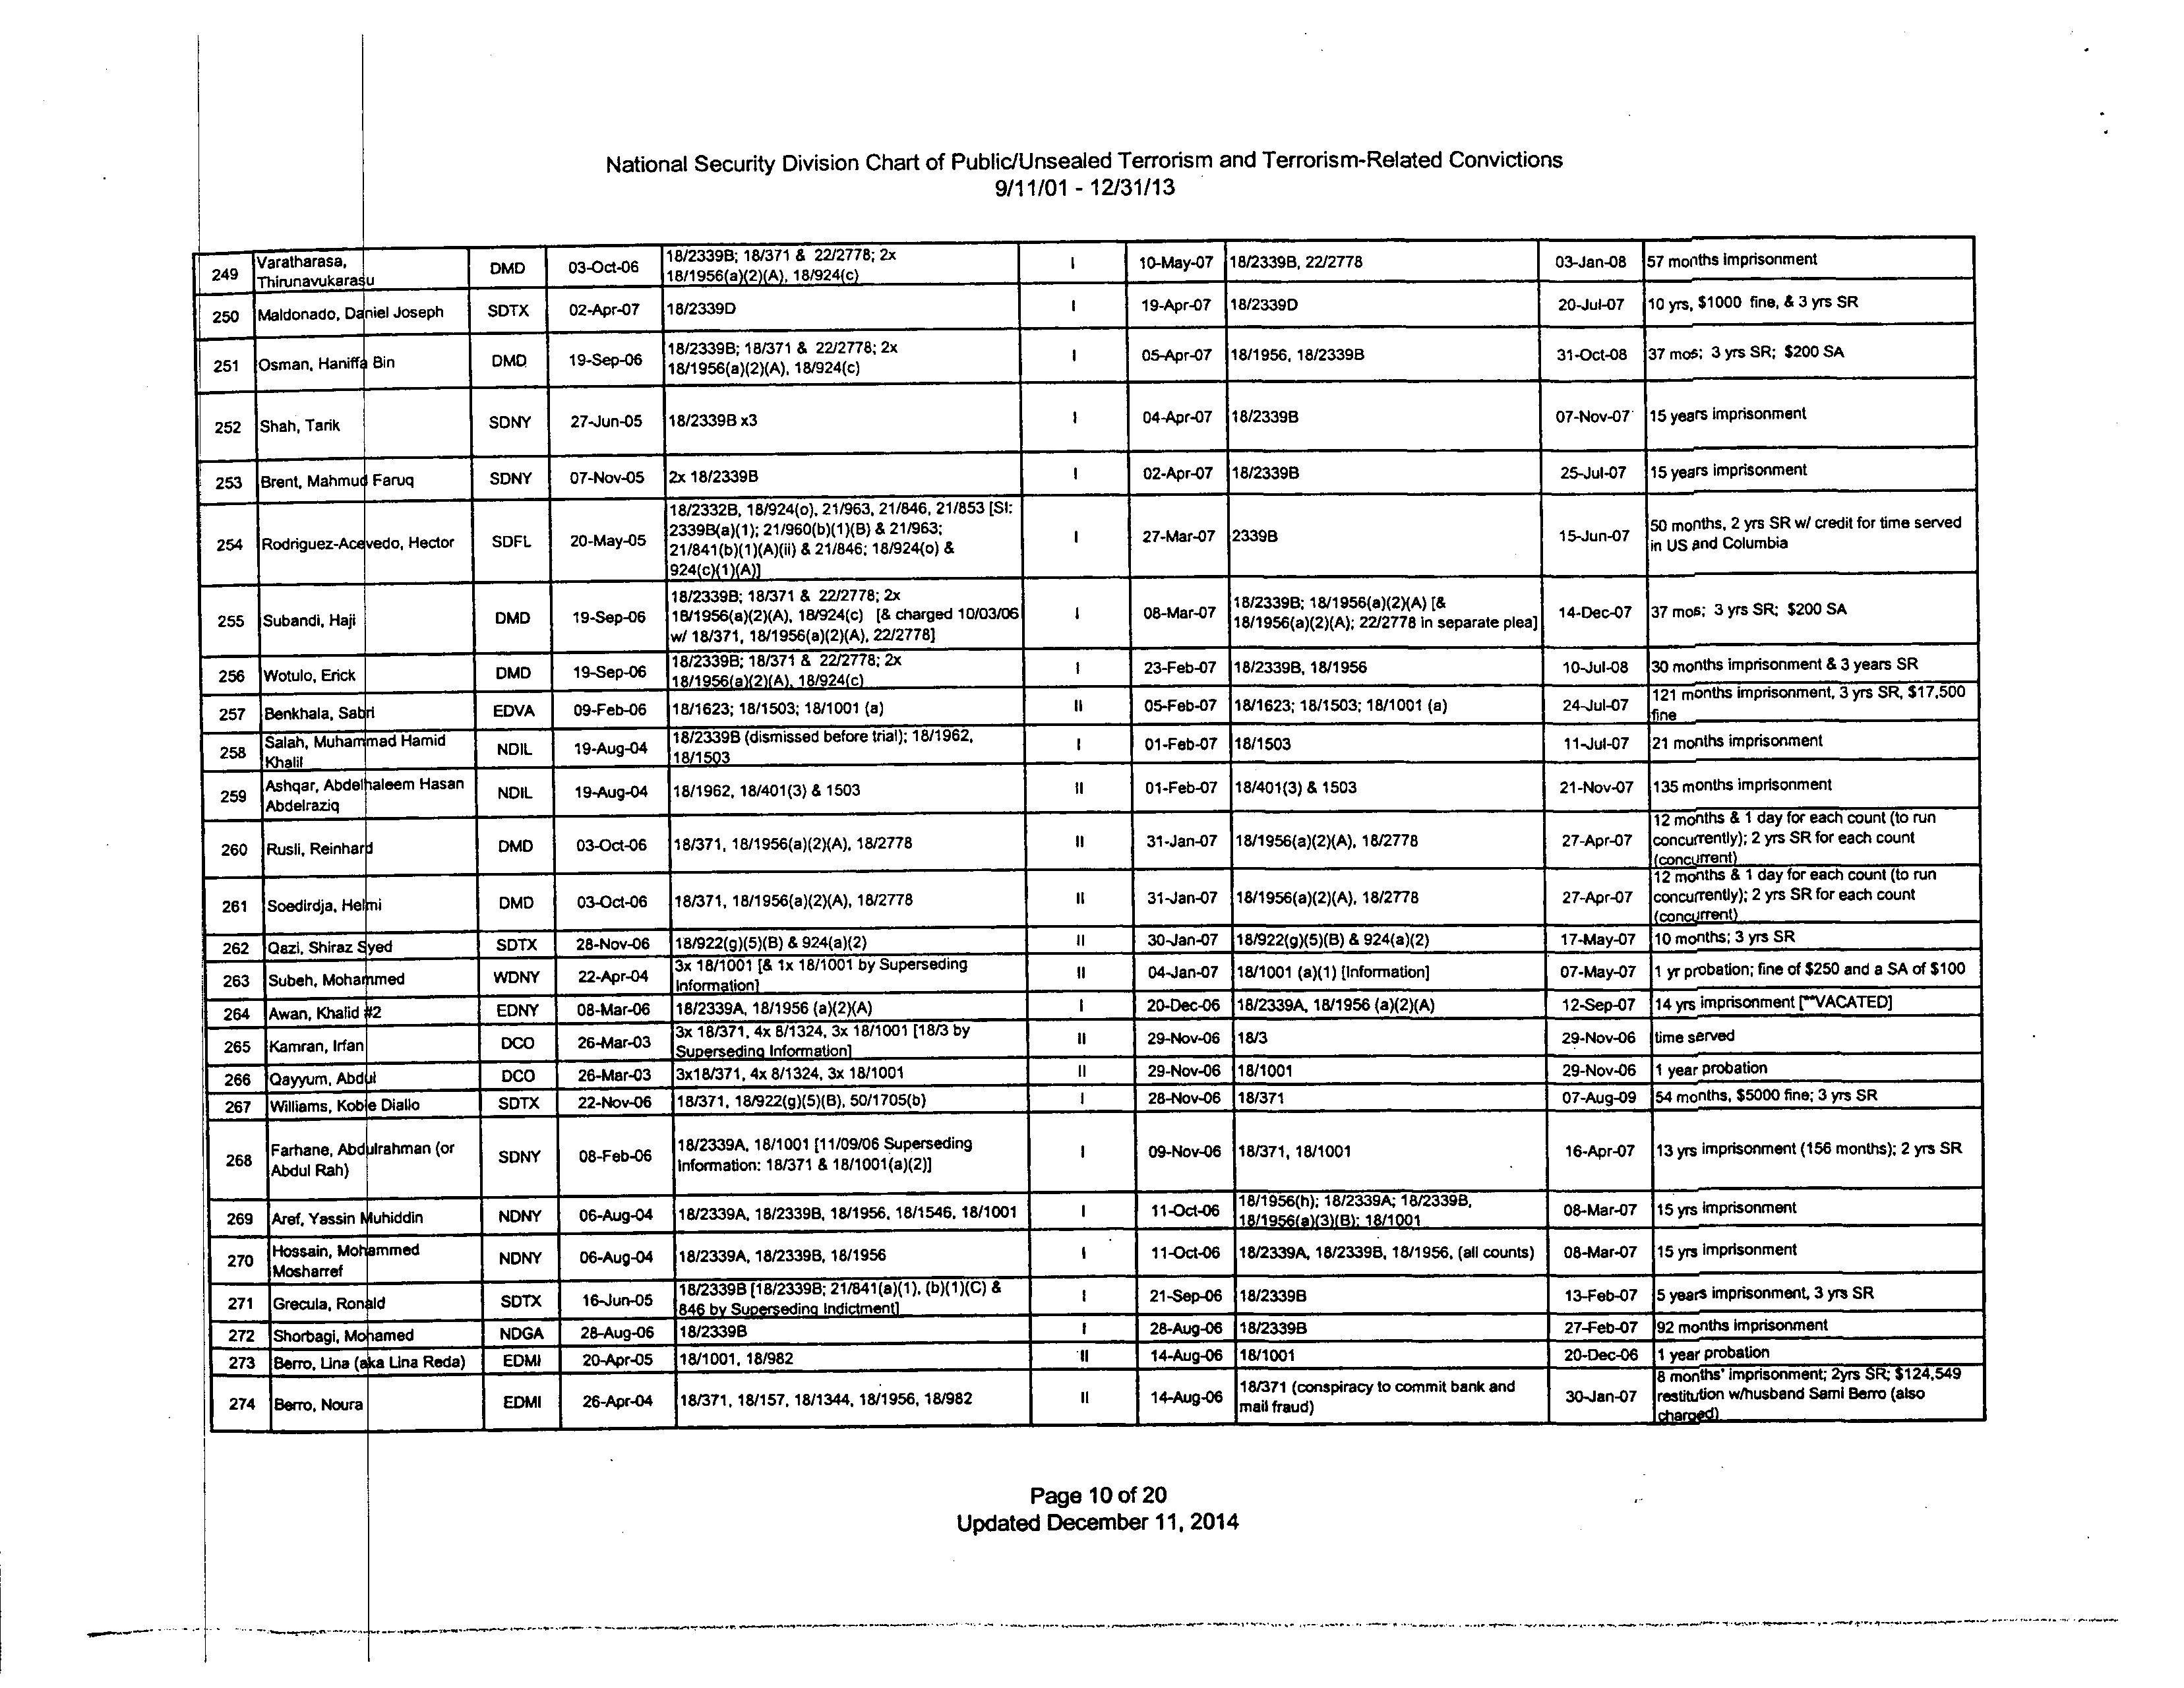 National Security Division Chart of Public/Unsealed Terrorism and Terrorism-Related Convictions
9/11/01 - 12/31/13
249 Varatharasa, Thirunavukarasu DMD 03-Oct-06 18/2339B; 18/371 & 22/2778; 2x 18/1956(a)(2)(A), 18/924(c) I 10-May-07 18/2339B, 22/2778 03-Jan-08 57 months imprisonment
250 Maldonado, Daniel Joseph SDTX 02-Apr-07 18/2339D I 19-Apr-07 18/2339D 20-Jul-07 10 yrs, $1000 fine, & 3 yrs SR
251 Osman, Haniffa Bin DMD 19-Sep-06 18/2339B; 18/371 & 22/2778; 2x 18/1956(a)(2)(A), 18/924(c) I 05-Apr-07 18/1956, 18/2339B 31-Oct-08 37 mos; 3 yrs SR; $200 SA
252 Shah, Tarik SDNY 27-Jun-05 18/2339B x3 I 04-Apr-07 18/2339B 07-Nov-07 15 years imprisonment
253 Brent, Mahmud Faruq SDNY 07-Nov-05 2x 18/2339B I 02-Apr-07 18/2339B 25-Jul-07 15 years imprisonment
254 Rodriguez-Acevedo, Hector SDFL 20-May-05 18/2332B, 18/924(o), 21/963, 21/846, 21/853 [SI: 2339B(a)(1); 21/960(b)(1)(B) & 21/963; 21/841(b)(1)(A)(ii) & 21/846; 18/924(o) & 924(c)(1)(A)] I 27-Mar-07 2339B 15-Jun-07 50 months, 2 yrs SR w/ credit for time served in US and Columbia
255 Subandi, Haji DMD 19-Sep-06 18/2339B; 18/371 & 22/2778; 2x 18/1956(a)(2)(A), 18/924(c) [& charged 10/03/06 w/ 18/371, 18/1956(a)(2)(A), 22/2778] I 08-Mar-07 18/2339B; 18/1956(a)(2)(A) [& 18/1956(a)(2)(A); 22/2778 in separate plea] 14-Dec-07 37 mos; 3 yrs SR; $200 SA
256 Wotulo, Erick DMD 19-Sep-06 18/2339B; 18/371 & 22/2778; 2x 18/1956(a)(2)(A), 18/924(c) I 23-Feb-07 18/2339B, 18/1956 10-Jul-08 30 months imprisonment & 3 years SR
257 Benkhala, Sabri EDVA 09-Feb-06 18/1623; 18/1503; 18/1001 (a) II 05-Feb-07 18/1623; 18/1503; 18/1001 (a) 24-Jul-07 121 months imprisonment, 3 yrs SR, $17,500 fine
258 Salah, Muhammad Hamid Khalil NDIL 19-Aug-04 18/2339B (dismissed before trial); 18/1962, 18/1503 I 01-Feb-07 18/1503 11-Jul-07 21 months imprisonment
259 Ashqar, Abdelhaleem Hasan Abdelraziq NDIL 19-Aug-04 18/1962, 18/401(3) & 1503 II 01-Feb-07 18/401(3) & 1503 21-Nov-07 135 months imprisonment
260 Rusli, Reinhard DMD 03-Oct-06 18/371, 18/1956(a)(2)(A), 18/2778 II 31-Jan-07 18/1956(a)(2)(A), 18/2778 27-Apr-07 12 months & 1 day for each count (to run concurrently); 2 yrs SR for each count (concurrent)
261 Soedirdja, Helmi DMD 03-Oct-06 18/371, 18/1956(a)(2)(A), 18/2778 II 31-Jan-07 18/1956(a)(2)(A), 18/2778 27-Apr-07 12 months & 1 day for each count (to run concurrently); 2 yrs SR for each count (concurrent)
262 Qazi, Shiraz Syed SDTX 28-Nov-06 18/922(g)(5)(B) & 924(a)(2) II 30-Jan-07 18/922(g)(5)(B) & 924(a)(2) 17-May-07 10 months; 3 yrs SR
263 Subeh, Mohammed WDNY 22-Apr-04 3x 18/1001 [& 1x 18/1001 by Superseding Information] II 04-Jan-07 18/1001 (a)(1) [Information] 07-May-07 1 yr probation; fine of $250 and a SA of $100
264 Awan, Khalid #2 EDNY 08-Mar-06 18/2339A, 18/1956 (a)(2)(A) I 20-Dec-06 18/2339A, 18/1956 (a)(2)(A) 12-Sep-07 14 yrs imprisonment [**VACATED]
265 Kamran, Irfan DCO 26-Mar-03 3x 18/371, 4x 8/1324, 3x 18/1001 [18/3 by Superseding Information] II 29-Nov-06 18/3 29-Nov-06 time served
266 Qayyum, Abdul DCO 26-Mar-03 3x18/371, 4x 8/1324, 3x 18/1001 II 29-Nov-06 18/1001 29-Nov-06 1 year probation
267 Williams, Kobie Diallo SDTX 22-Nov-06 18/371, 18/922(g)(5)(B), 50/1705(b) I 28-Nov-06 18/371 07-Aug-09 54 months, $5000 fine; 3 yrs SR
268 Farhane, Abdulrahman (or Abdul Rah) SDNY 08-Feb-06 18/2339A, 18/1001 [11/09/06 Superseding Information: 18/371 & 18/1001(a)(2)] I 09-Nov-06 18/371, 18/1001 16-Apr-07 13 yrs imprisonment (156 months); 2 yrs SR
269 Aref, Yassin Muhiddin NDNY 06-Aug-04 18/2339A, 18/2339B, 18/1956, 18/1546, 18/1001 I 11-Oct-06 18/1956(h); 18/2339A; 18/2339B, 18/1956(a)(3)(B); 18/1001 08-Mar-07 15 yrs imprisonment
270 Hossain, Mohammed Mosharref NDNY 06-Aug-04 18/2339A, 18/2339B, 18/1956 I 11-Oct-06 18/2339A, 18/2339B, 18/1956, (all counts) 08-Mar-07 15 yrs imprisonment
271 Grecula, Ronald SDTX 16-Jun-05 18/2339B [18/2339B; 21/841(a)(1), (b)(1)(C) & 846 by Superseding Indictment] I 21-Sep-06 18/2339B 13-Feb-07 5 years imprisonment, 3 yrs SR
272 Shorbagi, Mohamed NDGA 28-Aug-06 18/2339B I 28-Aug-06 18/2339B 27-Feb-07 92 months imprisonment
273 Berro, Lina (aka Lina Reda) EDMI 20-Apr-05 18/1001, 18/982 II 14-Aug-06 18/1001 20-Dec-06 1 year probation
274 Berro, Noura EDMI 26-Apr-04 18/371, 18/157, 18/1344, 18/1956, 18/982 II 14-Aug-06 18/371 (conspiracy to commit bank and mail fraud) 30-Jan-07 8 months' imprisonment; 2yrs SR; $124,549 restitution w/husband Sami Berro (also charged)
Page 10 of 20
Updated December 11, 2014